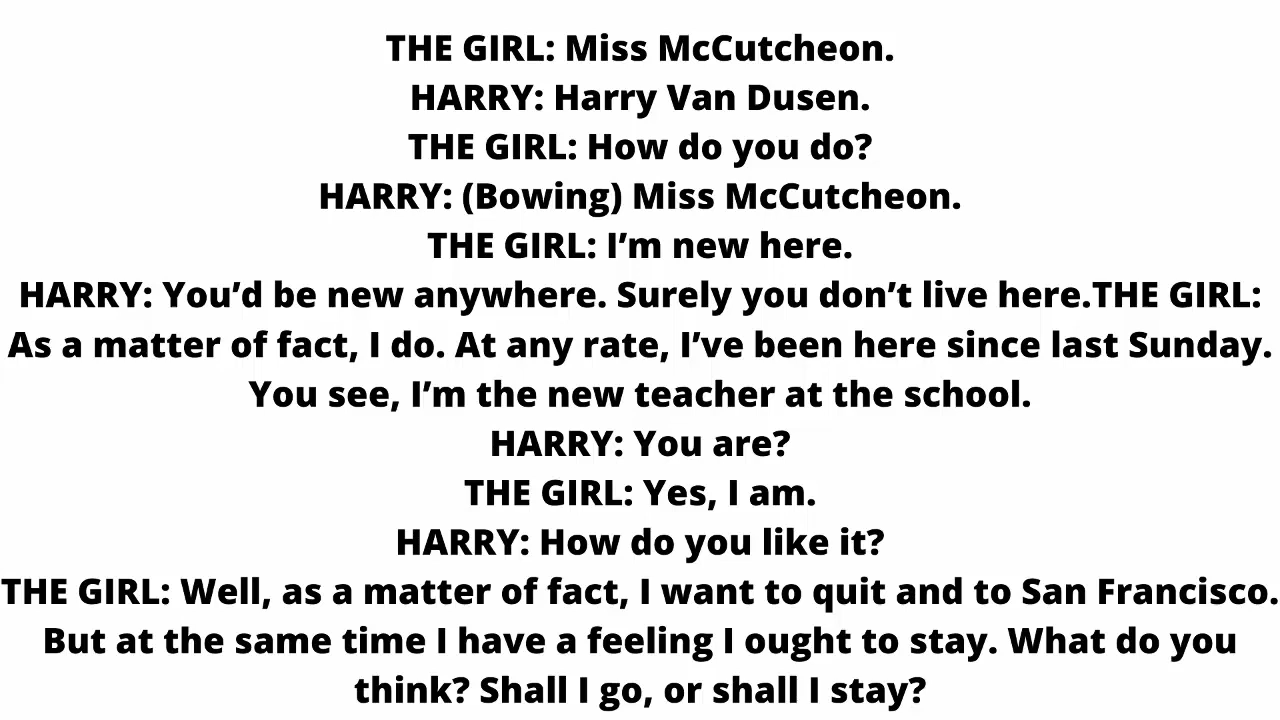 THE GIRL: Miss McCutcheon.
HARRY: Harry Van Dusen.
THE GIRL: How do you do?
HARRY: (Bowing) Miss McCutcheon.
THE GIRL: I’m new here.
HARRY: You’d be new anywhere. Surely you don’t live here.THE GIRL:
As a matter of fact, I do. At any rate, I’ve been here since last Sunday.
You see, I’m the new teacher at the school.
HARRY: You are?
THE GIRL: Yes, I am.
HARRY: How do you like it?
THE GIRL: Well, as a matter of fact, I want to quit and to San Francisco.
But at the same time I have a feeling I ought to stay. What do you
think? Shall I go, or shall I stay?